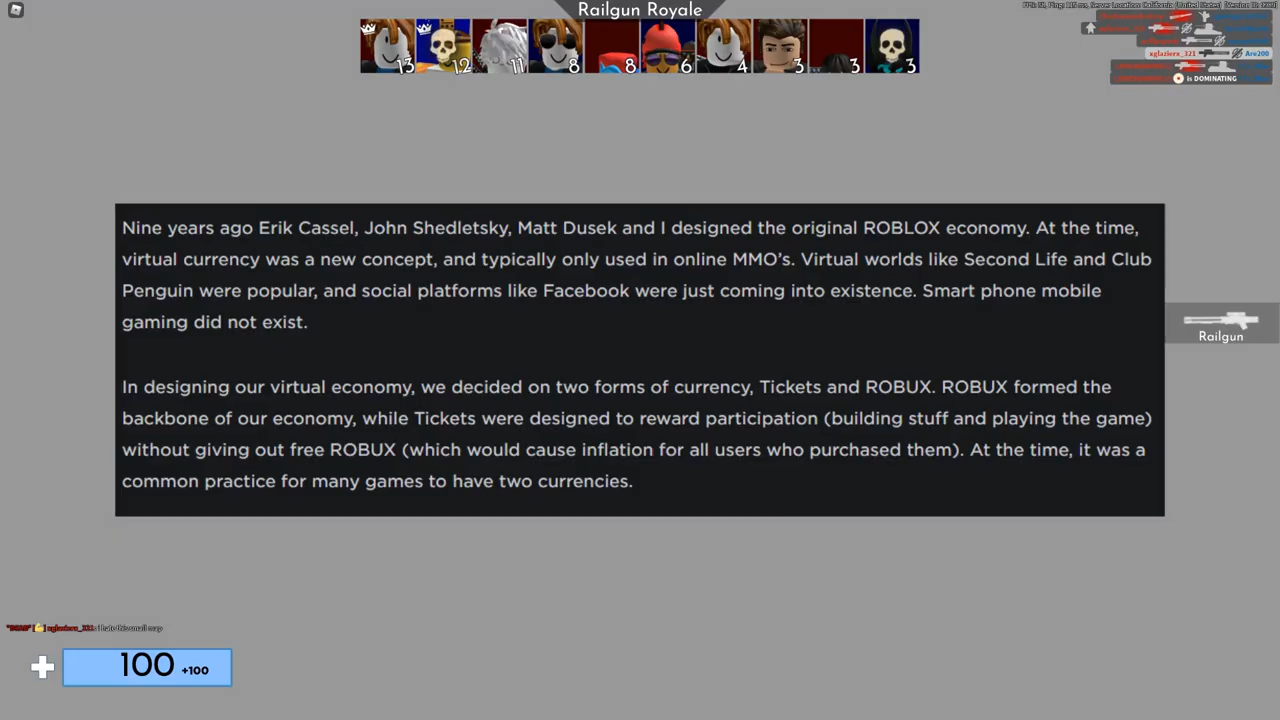 Railgun Royale
13 12 11 8 8 6 4 3 3 3
xglazierx_321 Are200
is DOMINATING
Nine years ago Erik Cassel, John Shedletsky, Matt Dusek and I designed the original ROBLOX economy. At the time,
virtual currency was a new concept, and typically only used in online MMO's. Virtual worlds like Second Life and Club
Penguin were popular, and social platforms like Facebook were just coming into existence. Smart phone mobile
gaming did not exist.
Railgun
In designing our virtual economy, we decided on two forms of currency, Tickets and ROBUX. ROBUX formed the
backbone of our economy, while Tickets were designed to reward participation (building stuff and playing the game)
without giving out free ROBUX (which would cause inflation for all users who purchased them). At the time, it was a
common practice for many games to have two currencies.
xglazierx_321: i hate this small map
100 +100